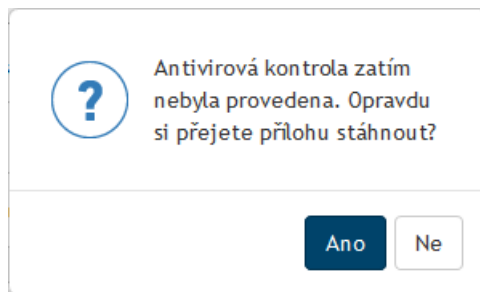 ?
Antivirová kontrola zatím
nebyla provedena. Opravdu
si přejete přílohu stáhnout?
Ano
Ne